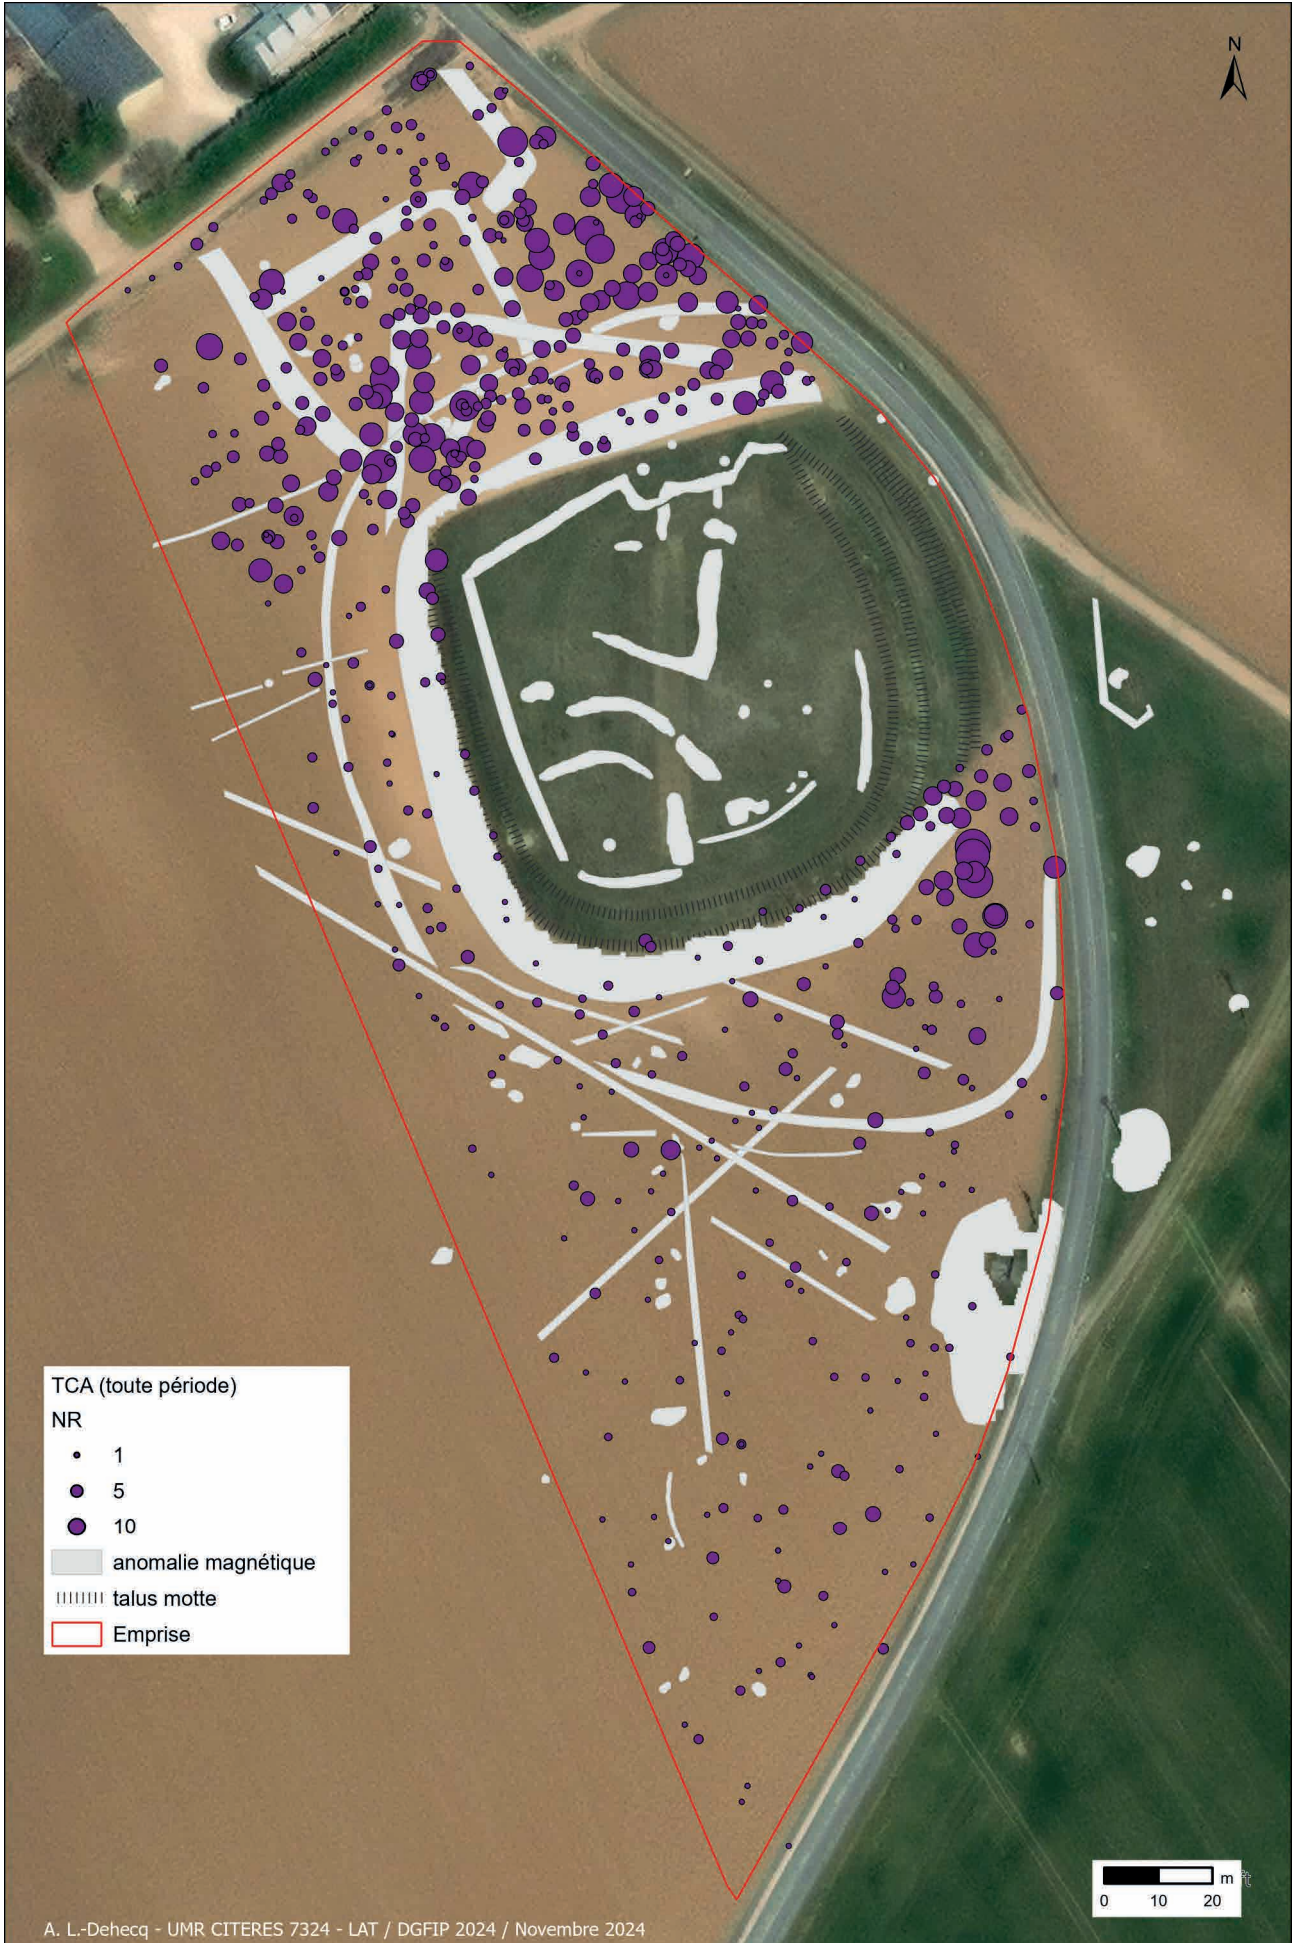 N
TCA (toute période)
NR
1
5
10
anomalie magnétique
talus motte
Emprise
m
0 10 20
A. L.-Dehecq - UMR CITERES 7324 - LAT / DGFIP 2024 / Novembre 2024